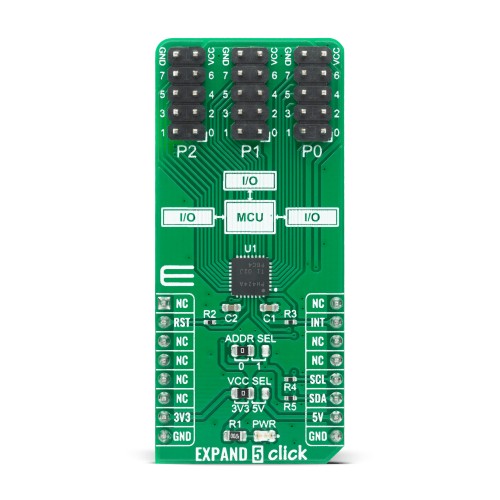 GND VCC GND VCC GND VCC
7 6 7 6 7 6
5 4 5 4 5 4
3 2 3 2 3 2
1 0 1 0 1 0
P2 P1 P0
I/O
I/O MCU I/O
U1
R2 C2 C1 R3
NC NC
RST INT
NC NC
ADDR SEL
0
0 1
NC NC
NC SCL
VCC SEL
0
3V3 5V
R4
R5
NC SDA
3V3 5V
R1 PWR
GND GND
EXPAND 5 click